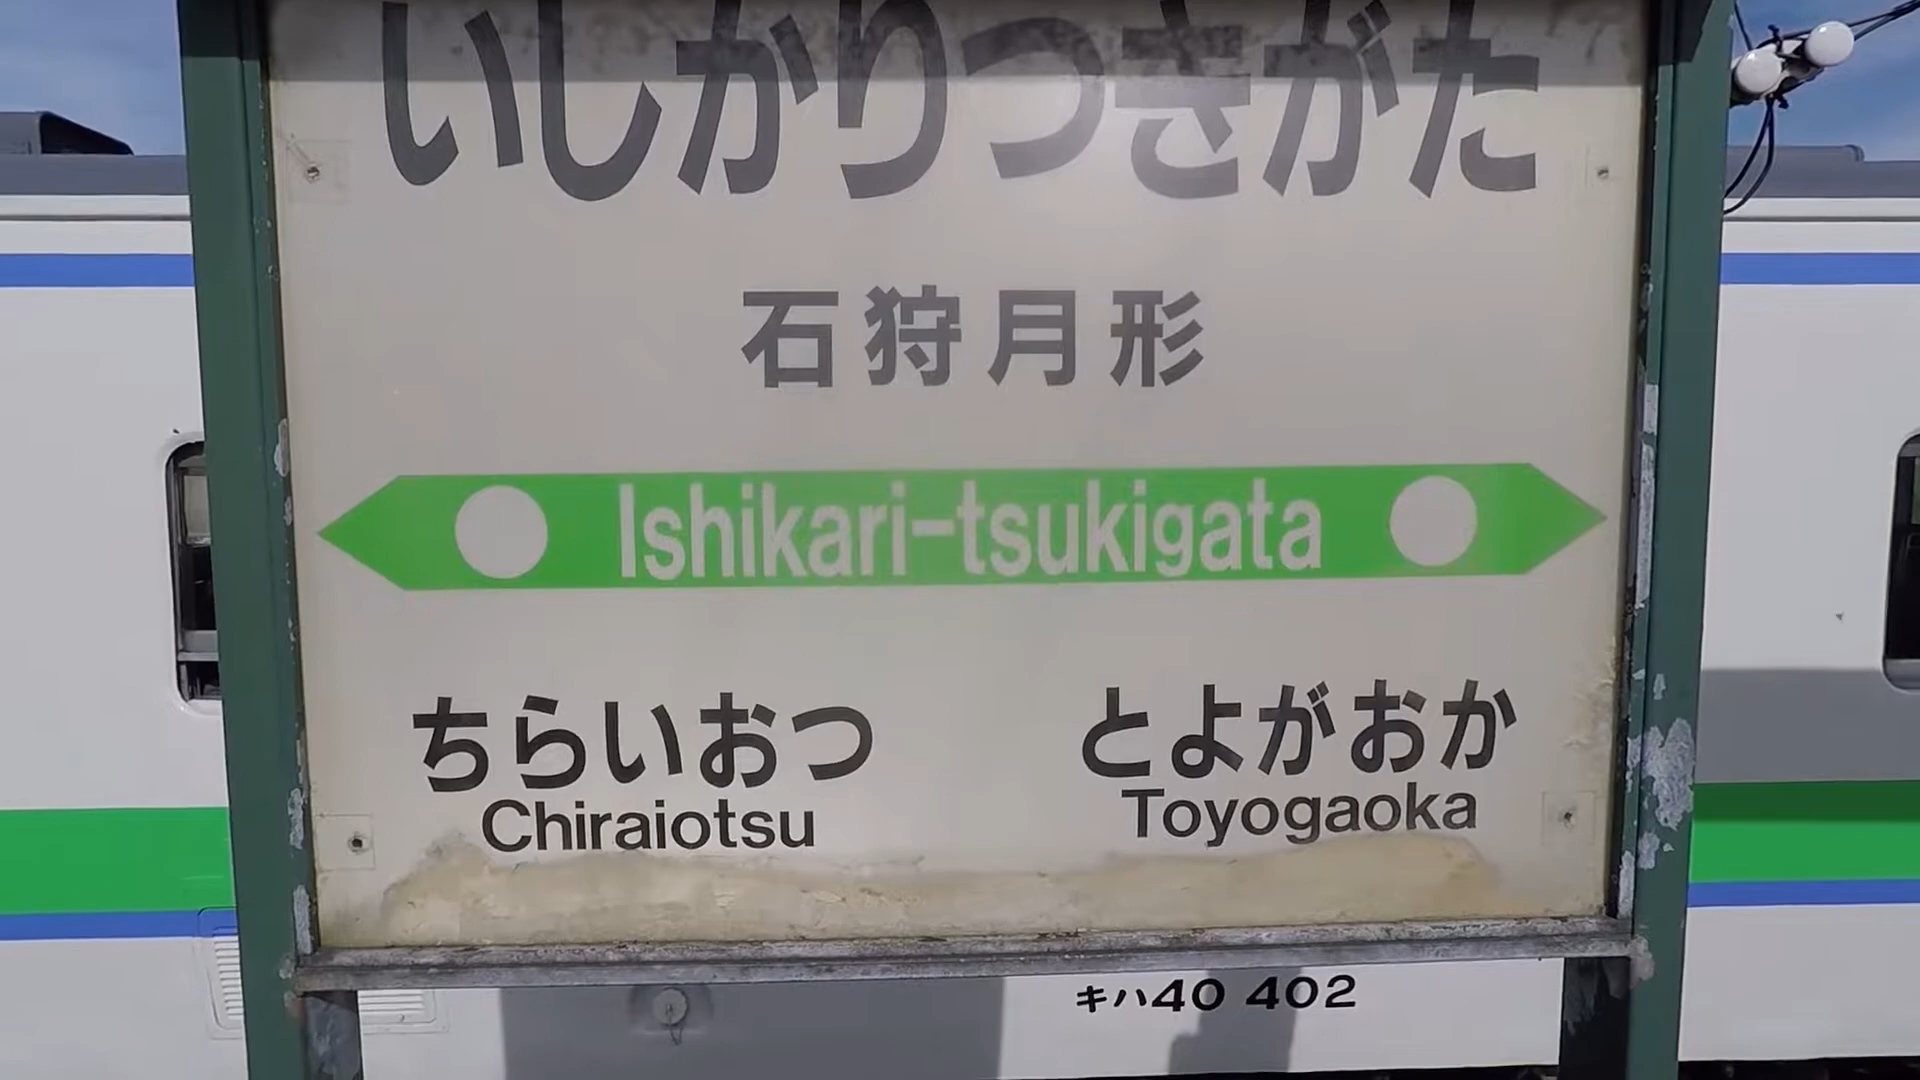 いしかりつきがた
石狩月形
Ishikari-tsukigata
ちらいおつ
Chiraiotsu
とよがおか
Toyogaoka
キハ40 402